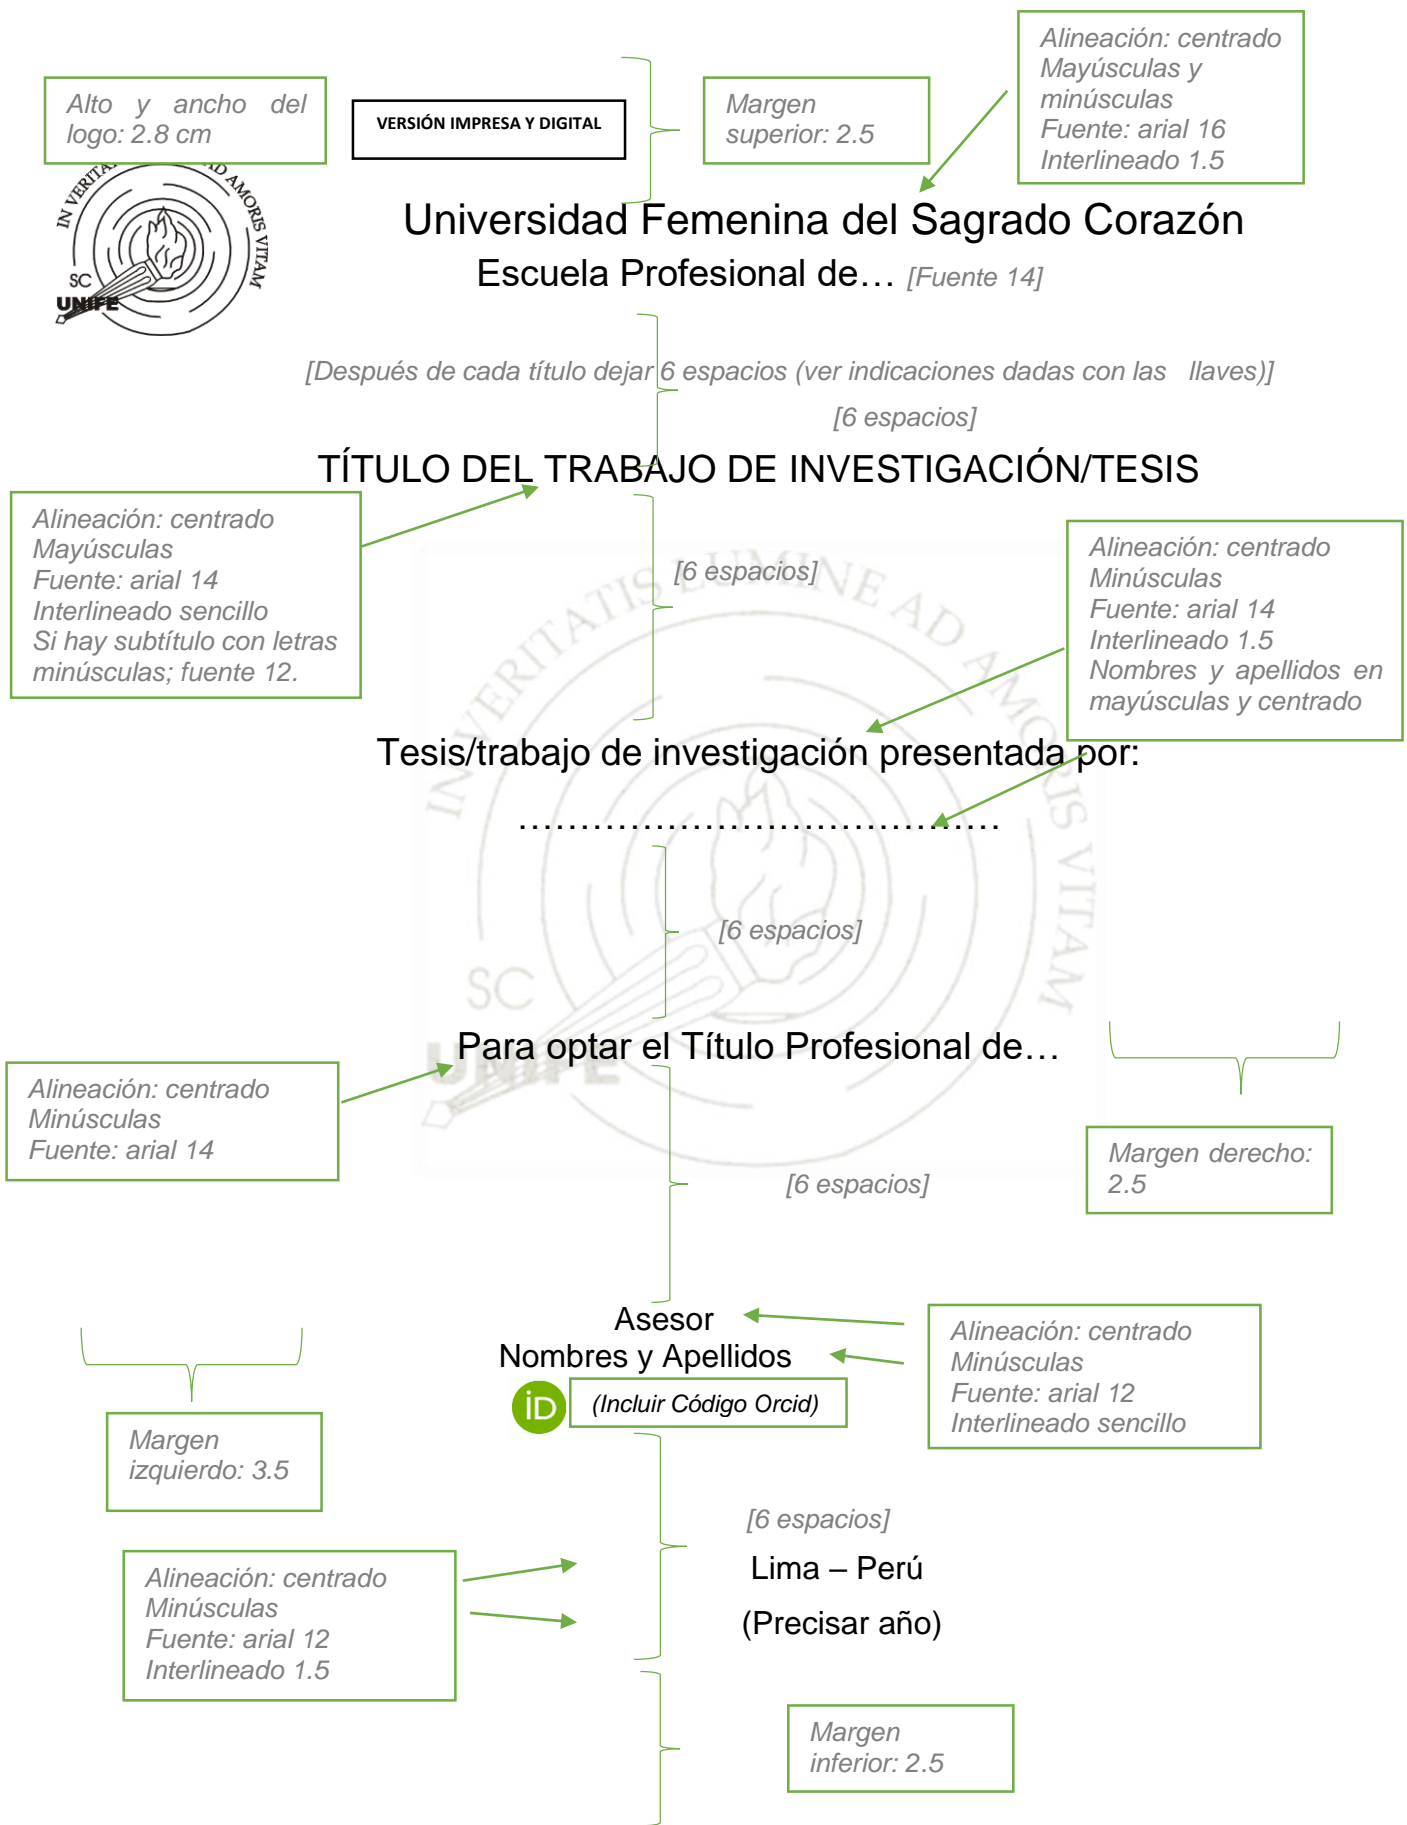 Alineación: centrado
Mayúsculas y
minúsculas
Fuente: arial 16
Interlineado 1.5
Alto y ancho del
logo: 2.8 cm
VERSIÓN IMPRESA Y DIGITAL
Margen
superior: 2.5
AD AMORIS VITAM
SC
UNIFE
Universidad Femenina del Sagrado Corazón
Escuela Profesional de… [Fuente 14]
[Después de cada título dejar 6 espacios (ver indicaciones dadas con las llaves)]
[6 espacios]
TÍTULO DEL TRABAJO DE INVESTIGACIÓN/TESIS
Alineación: centrado
Mayúsculas
Fuente: arial 14
Interlineado sencillo
Si hay subtítulo con letras
minúsculas; fuente 12.
[6 espacios]
Alineación: centrado
Minúsculas
Fuente: arial 14
Interlineado 1.5
Nombres y apellidos en
mayúsculas y centrado
IN VERITATIS LUMINE AD AMORIS VITAM
Tesis/trabajo de investigación presentada por:
…………………………………
[6 espacios]
SC
UNIFE
Para optar el Título Profesional de…
Alineación: centrado
Minúsculas
Fuente: arial 14
Margen derecho:
2.5
[6 espacios]
Asesor
Nombres y Apellidos
iD (Incluir Código Orcid)
Alineación: centrado
Minúsculas
Fuente: arial 12
Interlineado sencillo
Margen
izquierdo: 3.5
[6 espacios]
Lima – Perú
(Precisar año)
Alineación: centrado
Minúsculas
Fuente: arial 12
Interlineado 1.5
Margen
inferior: 2.5